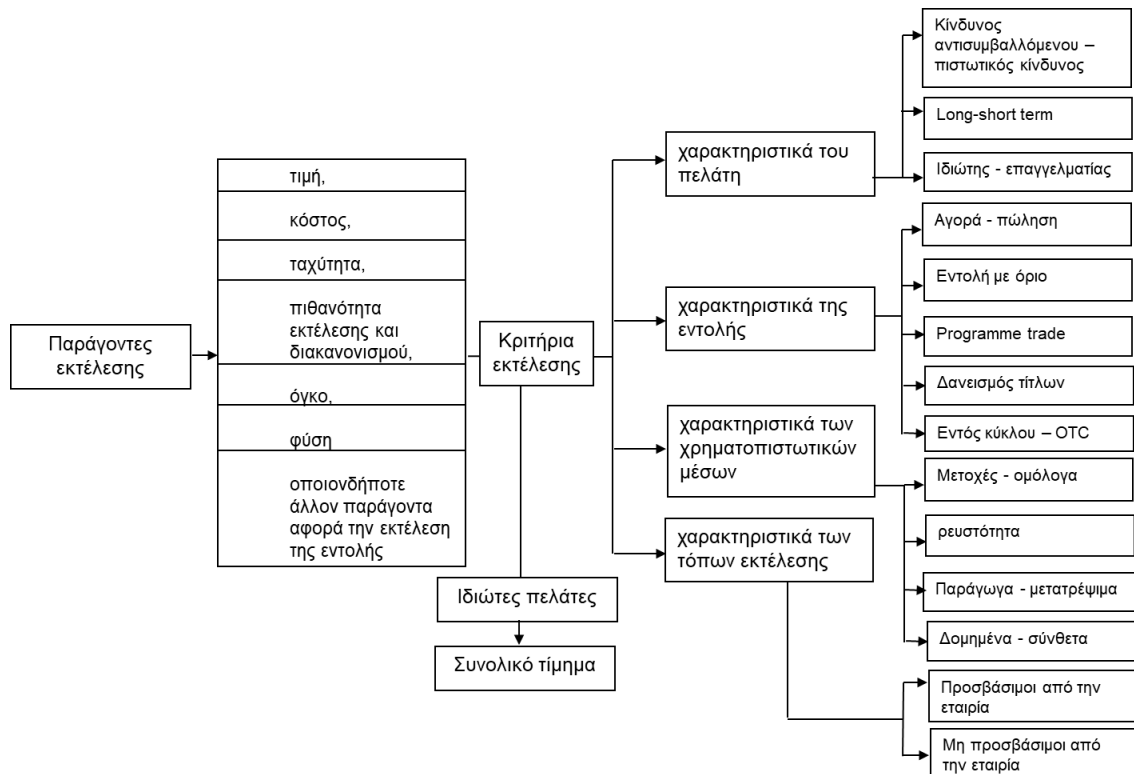 Παράγοντες
εκτέλεσης
τιμή,
κόστος,
ταχύτητα,
πιθανότητα
εκτέλεσης και
διακανονισμού,
όγκο,
φύση
οποιονδήποτε
άλλον παράγοντα
αφορά την εκτέλεση
της εντολής
Κριτήρια
εκτέλεσης
Ιδιώτες πελάτες
Συνολικό τίμημα
χαρακτηριστικά του
πελάτη
χαρακτηριστικά της
εντολής
χαρακτηριστικά των
χρηματοπιστωτικών
μέσων
χαρακτηριστικά των
τόπων εκτέλεσης
Κίνδυνος
αντισυμβαλλόμενου –
πιστωτικός κίνδυνος
Long-short term
Ιδιώτης - επαγγελματίας
Αγορά - πώληση
Εντολή με όριο
Programme trade
Δανεισμός τίτλων
Εντός κύκλου – OTC
Μετοχές - ομόλογα
ρευστότητα
Παράγωγα - μετατρέψιμα
Δομημένα - σύνθετα
Προσβάσιμοι από την
εταιρία
Μη προσβάσιμοι από
την εταιρία